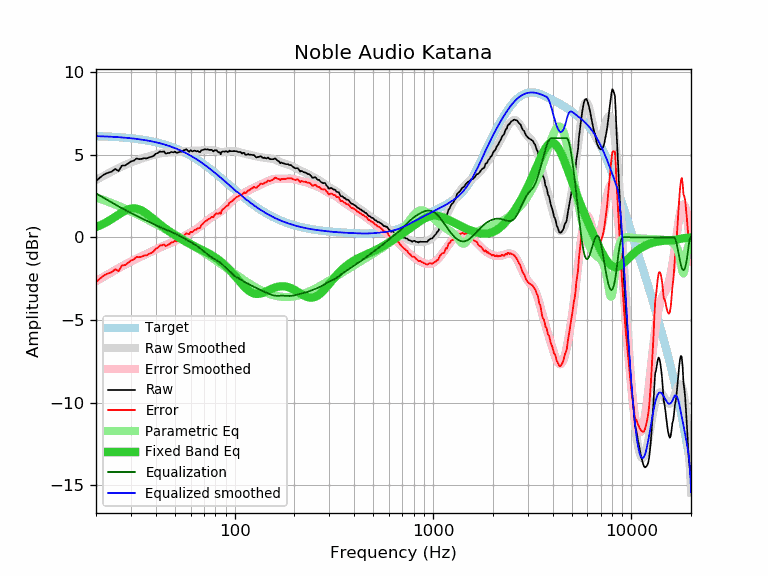 Noble Audio Katana
10
5
0
−5
−10
−15
Amplitude (dBr)
Target
Raw Smoothed
Error Smoothed
Raw
Error
Parametric Eq
Fixed Band Eq
Equalization
Equalized smoothed
100
1000
10000
Frequency (Hz)